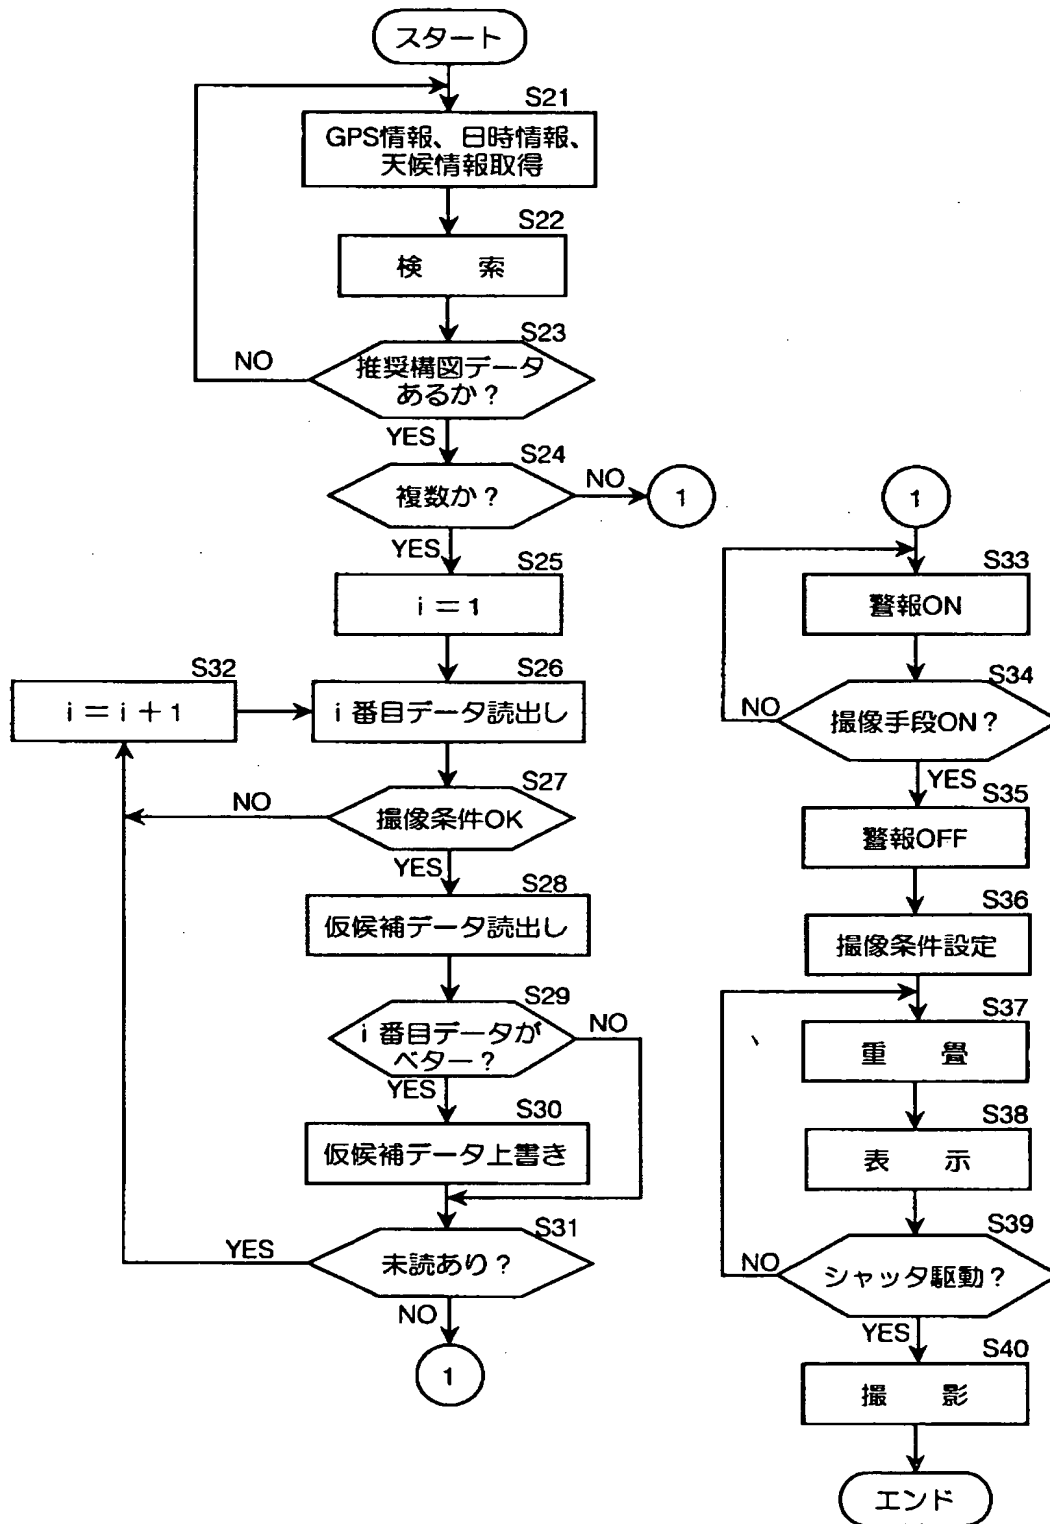 スタート
S21
GPS情報、日時情報、
天候情報取得
S22
検 索
S23
推奨構図データ
あるか？
NO
YES
S24
複数か？
NO
1
YES
S25
i＝1
S32
i＝i＋1
S26
i番目データ読出し
S27
撮像条件OK
NO
YES
S28
仮候補データ読出し
S29
i番目データが
ベター？
NO
YES
S30
仮候補データ上書き
S31
未読あり？
YES
NO
1
1
S33
警報ON
S34
撮像手段ON？
NO
YES
S35
警報OFF
S36
撮像条件設定
S37
重 畳
S38
表 示
S39
シャッタ駆動？
NO
YES
S40
撮 影
エンド